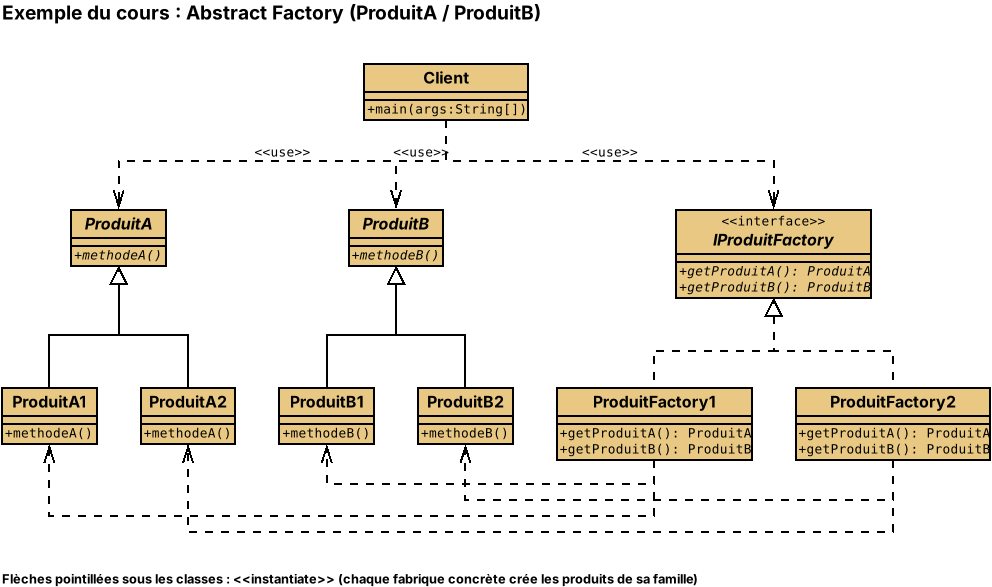 Exemple du cours : Abstract Factory (ProduitA / ProduitB)
Client
+main(args:String[])
<<use>> <<use>> <<use>>
ProduitA
+methodeA()
ProduitB
+methodeB()
<<interface>>
IProduitFactory
+getProduitA(): ProduitA
+getProduitB(): ProduitB
ProduitA1
+methodeA()
ProduitA2
+methodeA()
ProduitB1
+methodeB()
ProduitB2
+methodeB()
ProduitFactory1
+getProduitA(): ProduitA
+getProduitB(): ProduitB
ProduitFactory2
+getProduitA(): ProduitA
+getProduitB(): ProduitB
Flèches pointillées sous les classes : <<instantiate>> (chaque fabrique concrète crée les produits de sa famille)